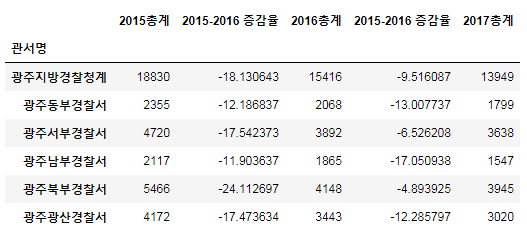 2015총계 2015-2016 증감율 2016총계 2015-2016 증감율 2017총계
관서명
광주지방경찰청계 18830 -18.130643 15416 -9.516087 13949
광주동부경찰서 2355 -12.186837 2068 -13.007737 1799
광주서부경찰서 4720 -17.542373 3892 -6.526208 3638
광주남부경찰서 2117 -11.903637 1865 -17.050938 1547
광주북부경찰서 5466 -24.112697 4148 -4.893925 3945
광주광산경찰서 4172 -17.473634 3443 -12.285797 3020